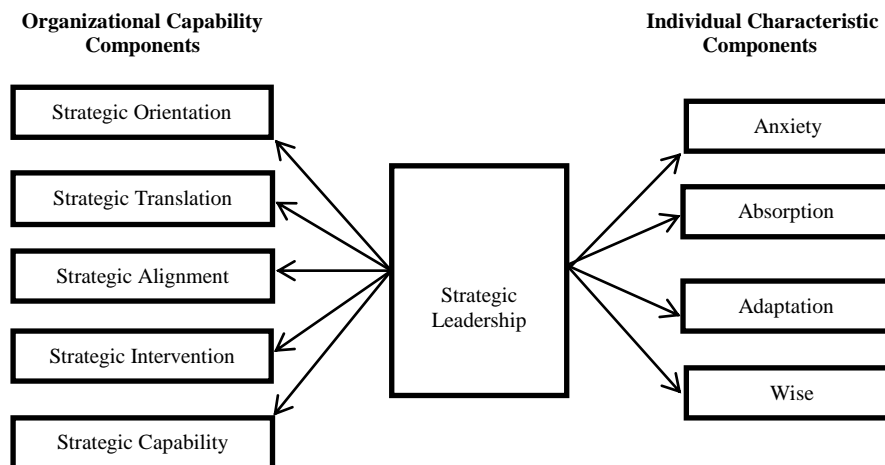 Organizational Capability
Components
Strategic Orientation
Strategic Translation
Strategic Alignment
Strategic Intervention
Strategic Capability
Strategic
Leadership
Individual Characteristic
Components
Anxiety
Absorption
Adaptation
Wise